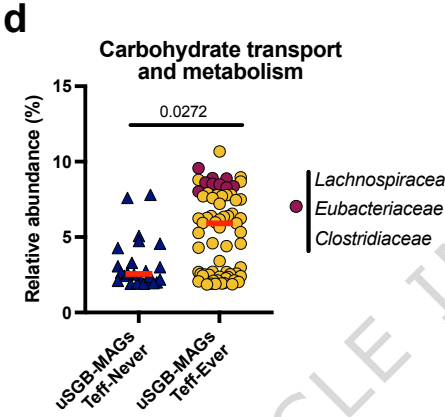 d
Carbohydrate transport
and metabolism
Relative abundance (%)
15
10
5
0
0.0272
uSGB-MAGs
Teff-Never
uSGB-MAGs
Teff-Ever
Eubacteriaceae
Clostridiaceae